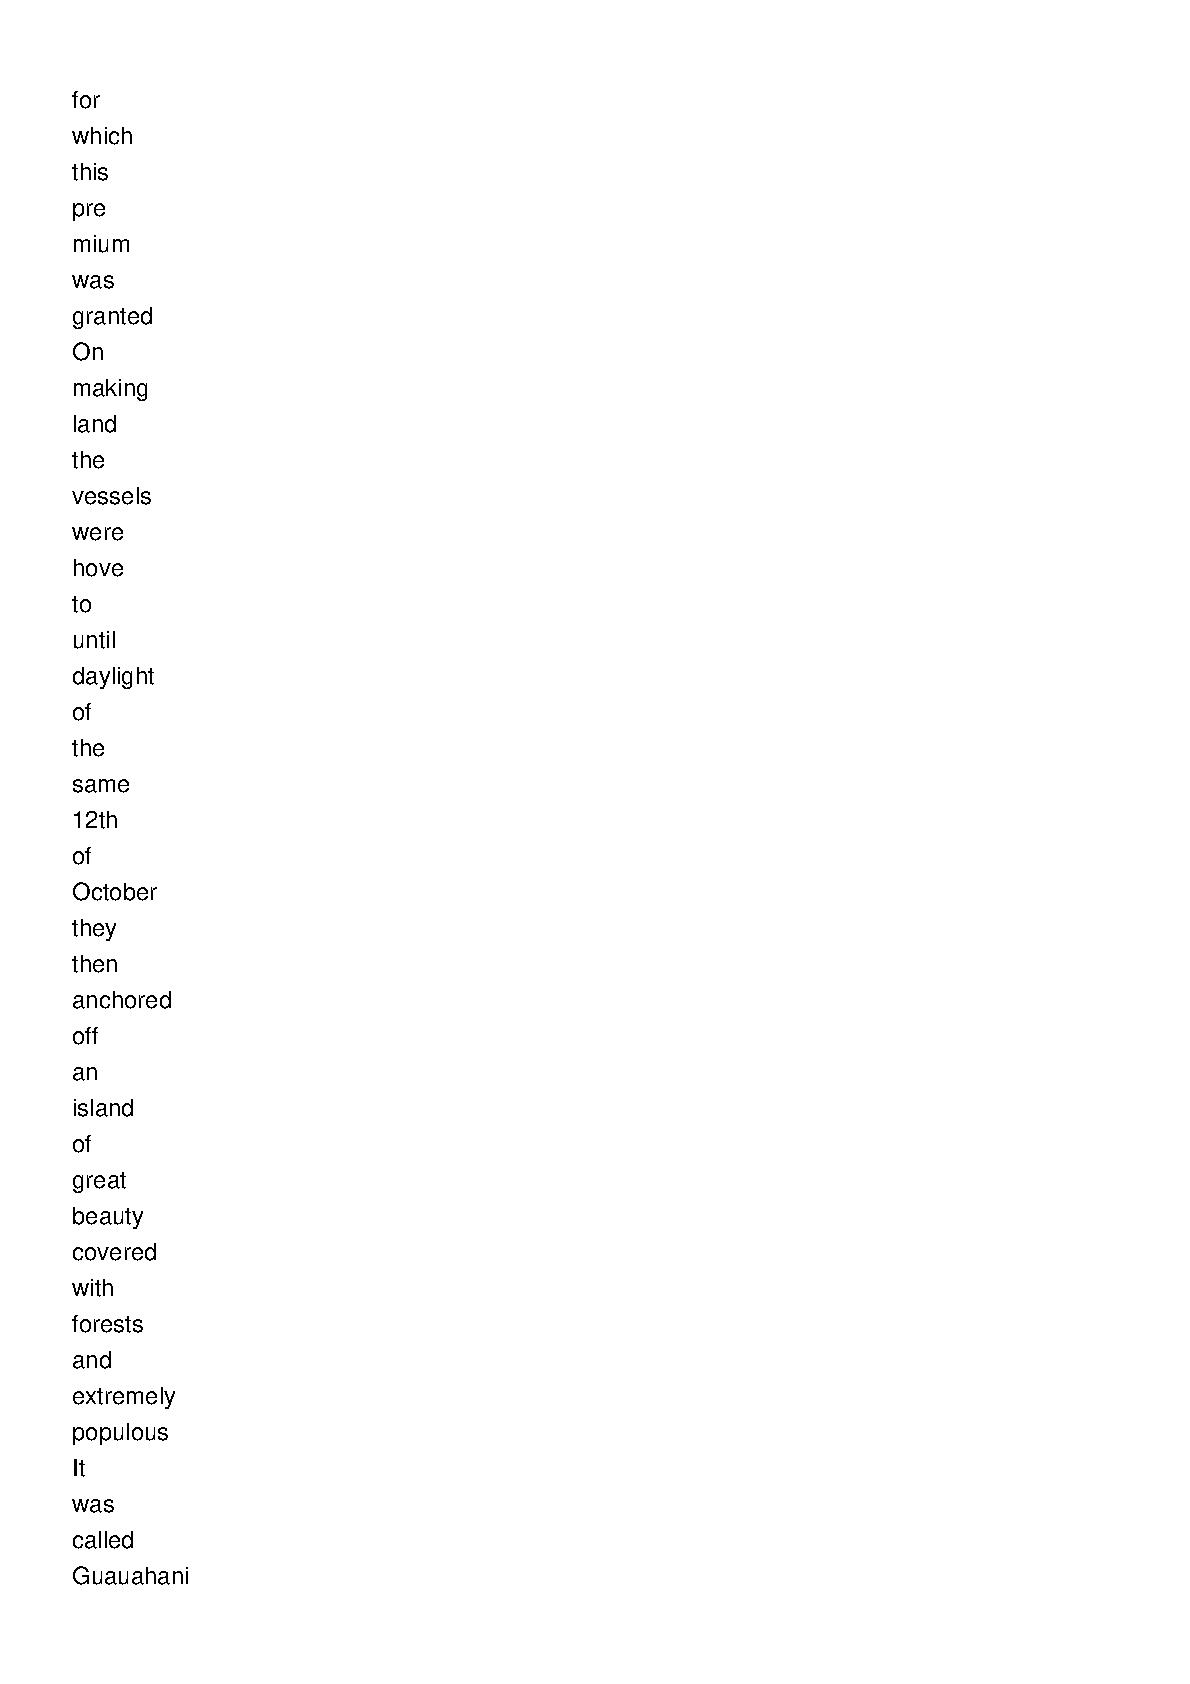 for
which
this
pre
mium
was
granted
On
making
land
the
vessels
were
hove
to
until
daylight
of
the
same
12th
of
October
they
then
anchored
off
an
island
of
great
beauty
covered
with
forests
and
extremely
populous
It
was
called
Guauahani